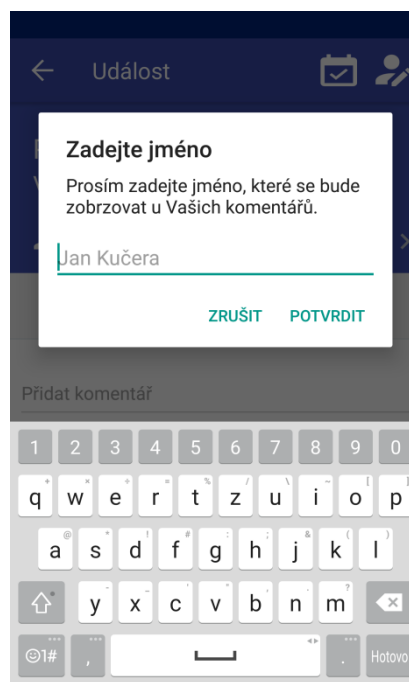 Událost
Zadejte jméno
Prosím zadejte jméno, které se bude
zobrzovat u Vašich komentářů.
Jan Kučera
ZRUŠIT POTVRDIT
Přidat komentář
1 2 3 4 5 6 7 8 9 0
q w e r t z u i o p
a s d f g h j k l
y x c v b n m
1# , . Hotovo